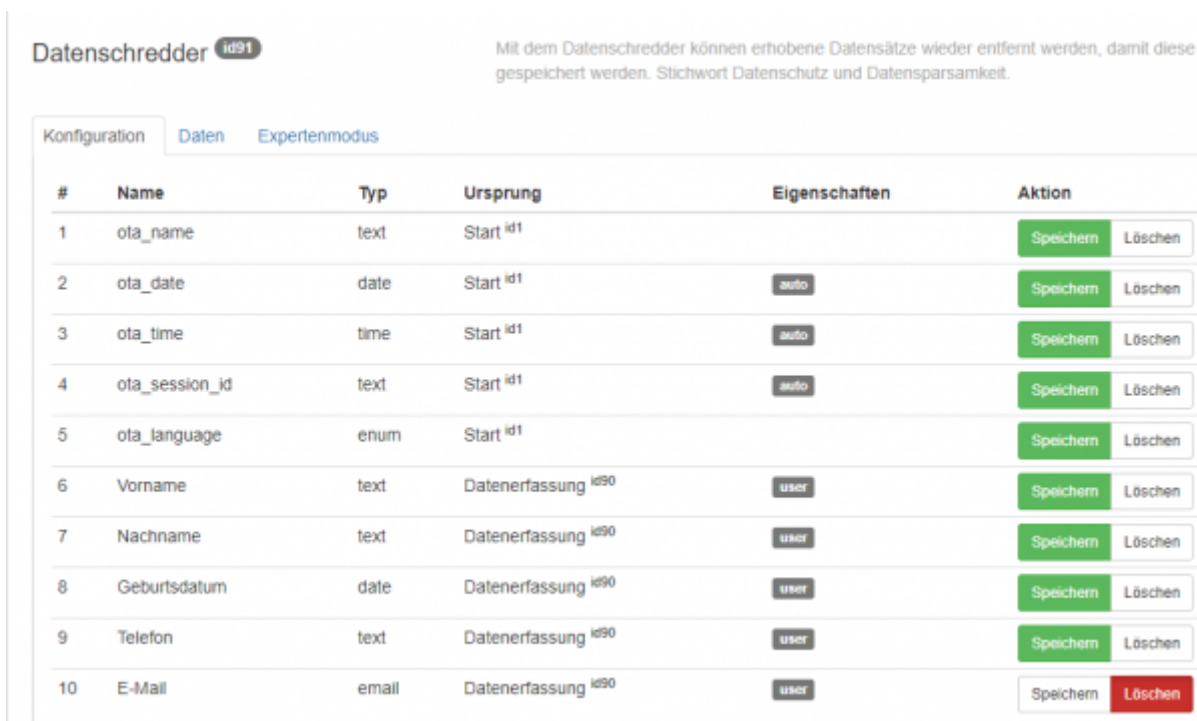 Datenschredder id91
Mit dem Datenschredder können erhobene Datensätze wieder entfernt werden, damit diese
gespeichert werden. Stichwort Datenschutz und Datensparsamkeit.
Konfiguration Daten Expertenmodus
# Name Typ Ursprung Eigenschaften Aktion
1 ota_name text Start id1 Speichern Löschen
2 ota_date date Start id1 auto Speichern Löschen
3 ota_time time Start id1 auto Speichern Löschen
4 ota_session_id text Start id1 auto Speichern Löschen
5 ota_language enum Start id1 Speichern Löschen
6 Vorname text Datenerfassung id90 user Speichern Löschen
7 Nachname text Datenerfassung id90 user Speichern Löschen
8 Geburtsdatum date Datenerfassung id90 user Speichern Löschen
9 Telefon text Datenerfassung id90 user Speichern Löschen
10 E-Mail email Datenerfassung id90 user Speichern Löschen